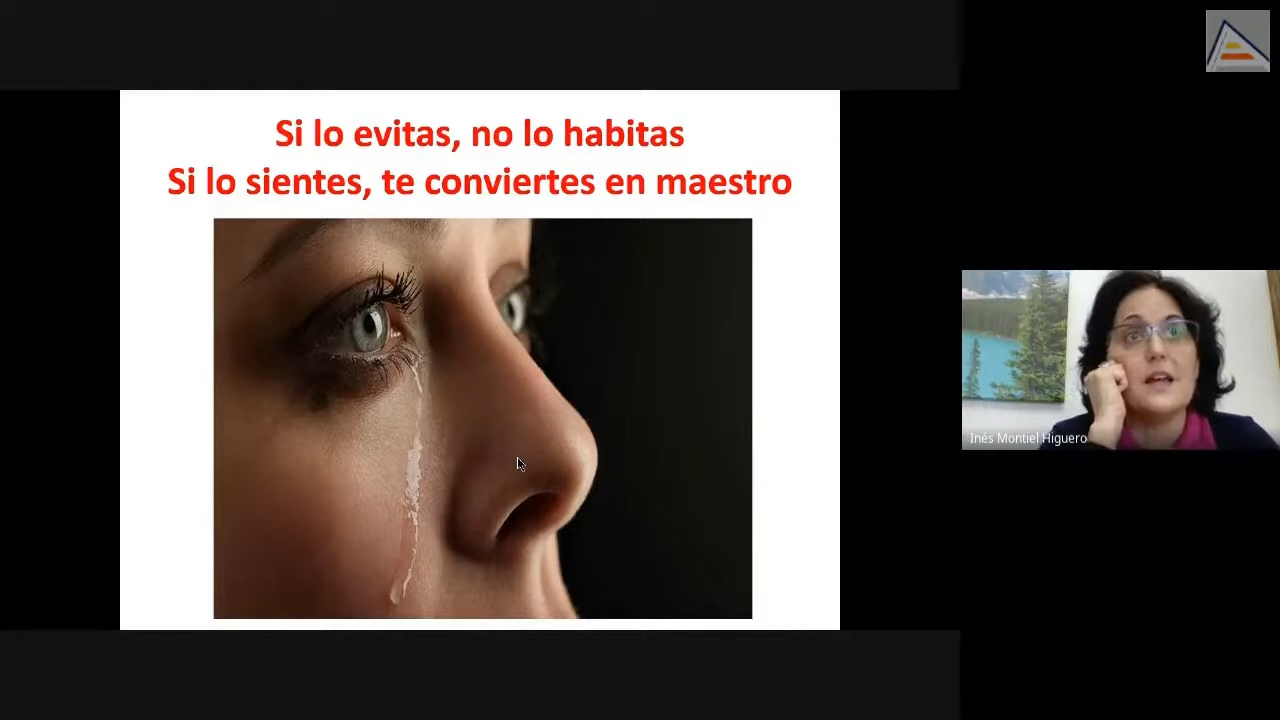 Si lo evitas, no lo habitas
Si lo sientes, te conviertes en maestro
Inés Montiel Higuero